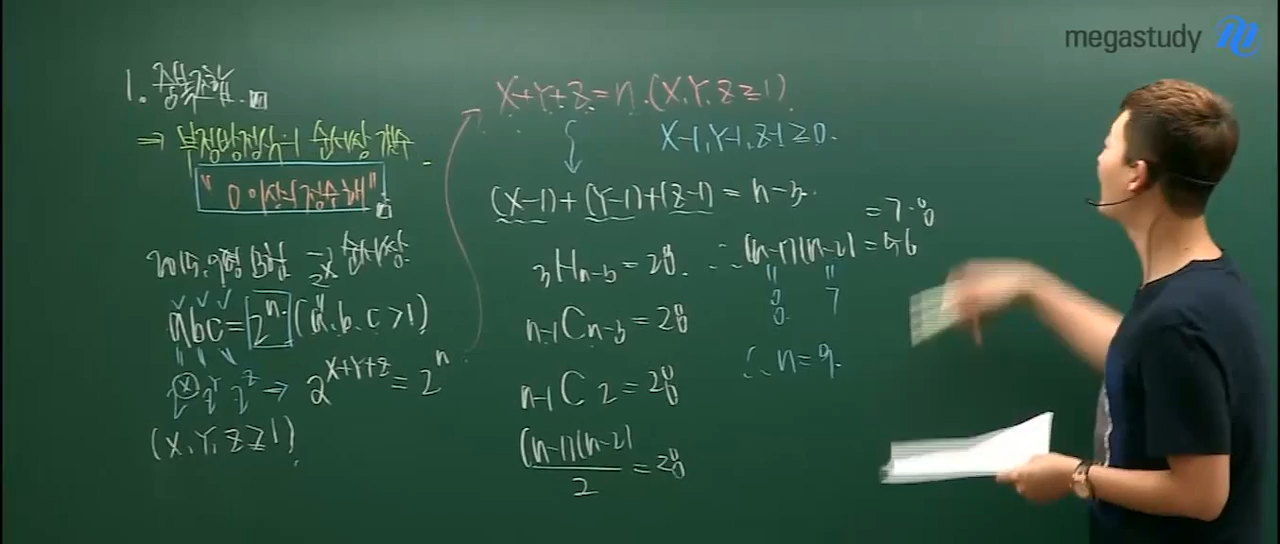 megastudy
1. 중복조합.
⇒ 부정방정식의 순서쌍 개수.
"0 이상의 정수해"
abc=2ⁿ. (a, b, c >1)
2ˣ 2ʸ 2ᶻ → 2^(X+Y+Z) = 2ⁿ
(X, Y, Z≥1).
X+Y+Z=n. (X, Y, Z≥1)
X-1, Y-1, Z-1≥0.
(X-1)+(Y-1)+(Z-1)=n-3.
₃Hₙ₋₃=28.
ₙ₋₁Cₙ₋₃=28
ₙ₋₁C₂=28
(n-1)(n-2)/2=28
=7·8
∴(n-1)(n-2)=56
" "
8 7
∴n=9.